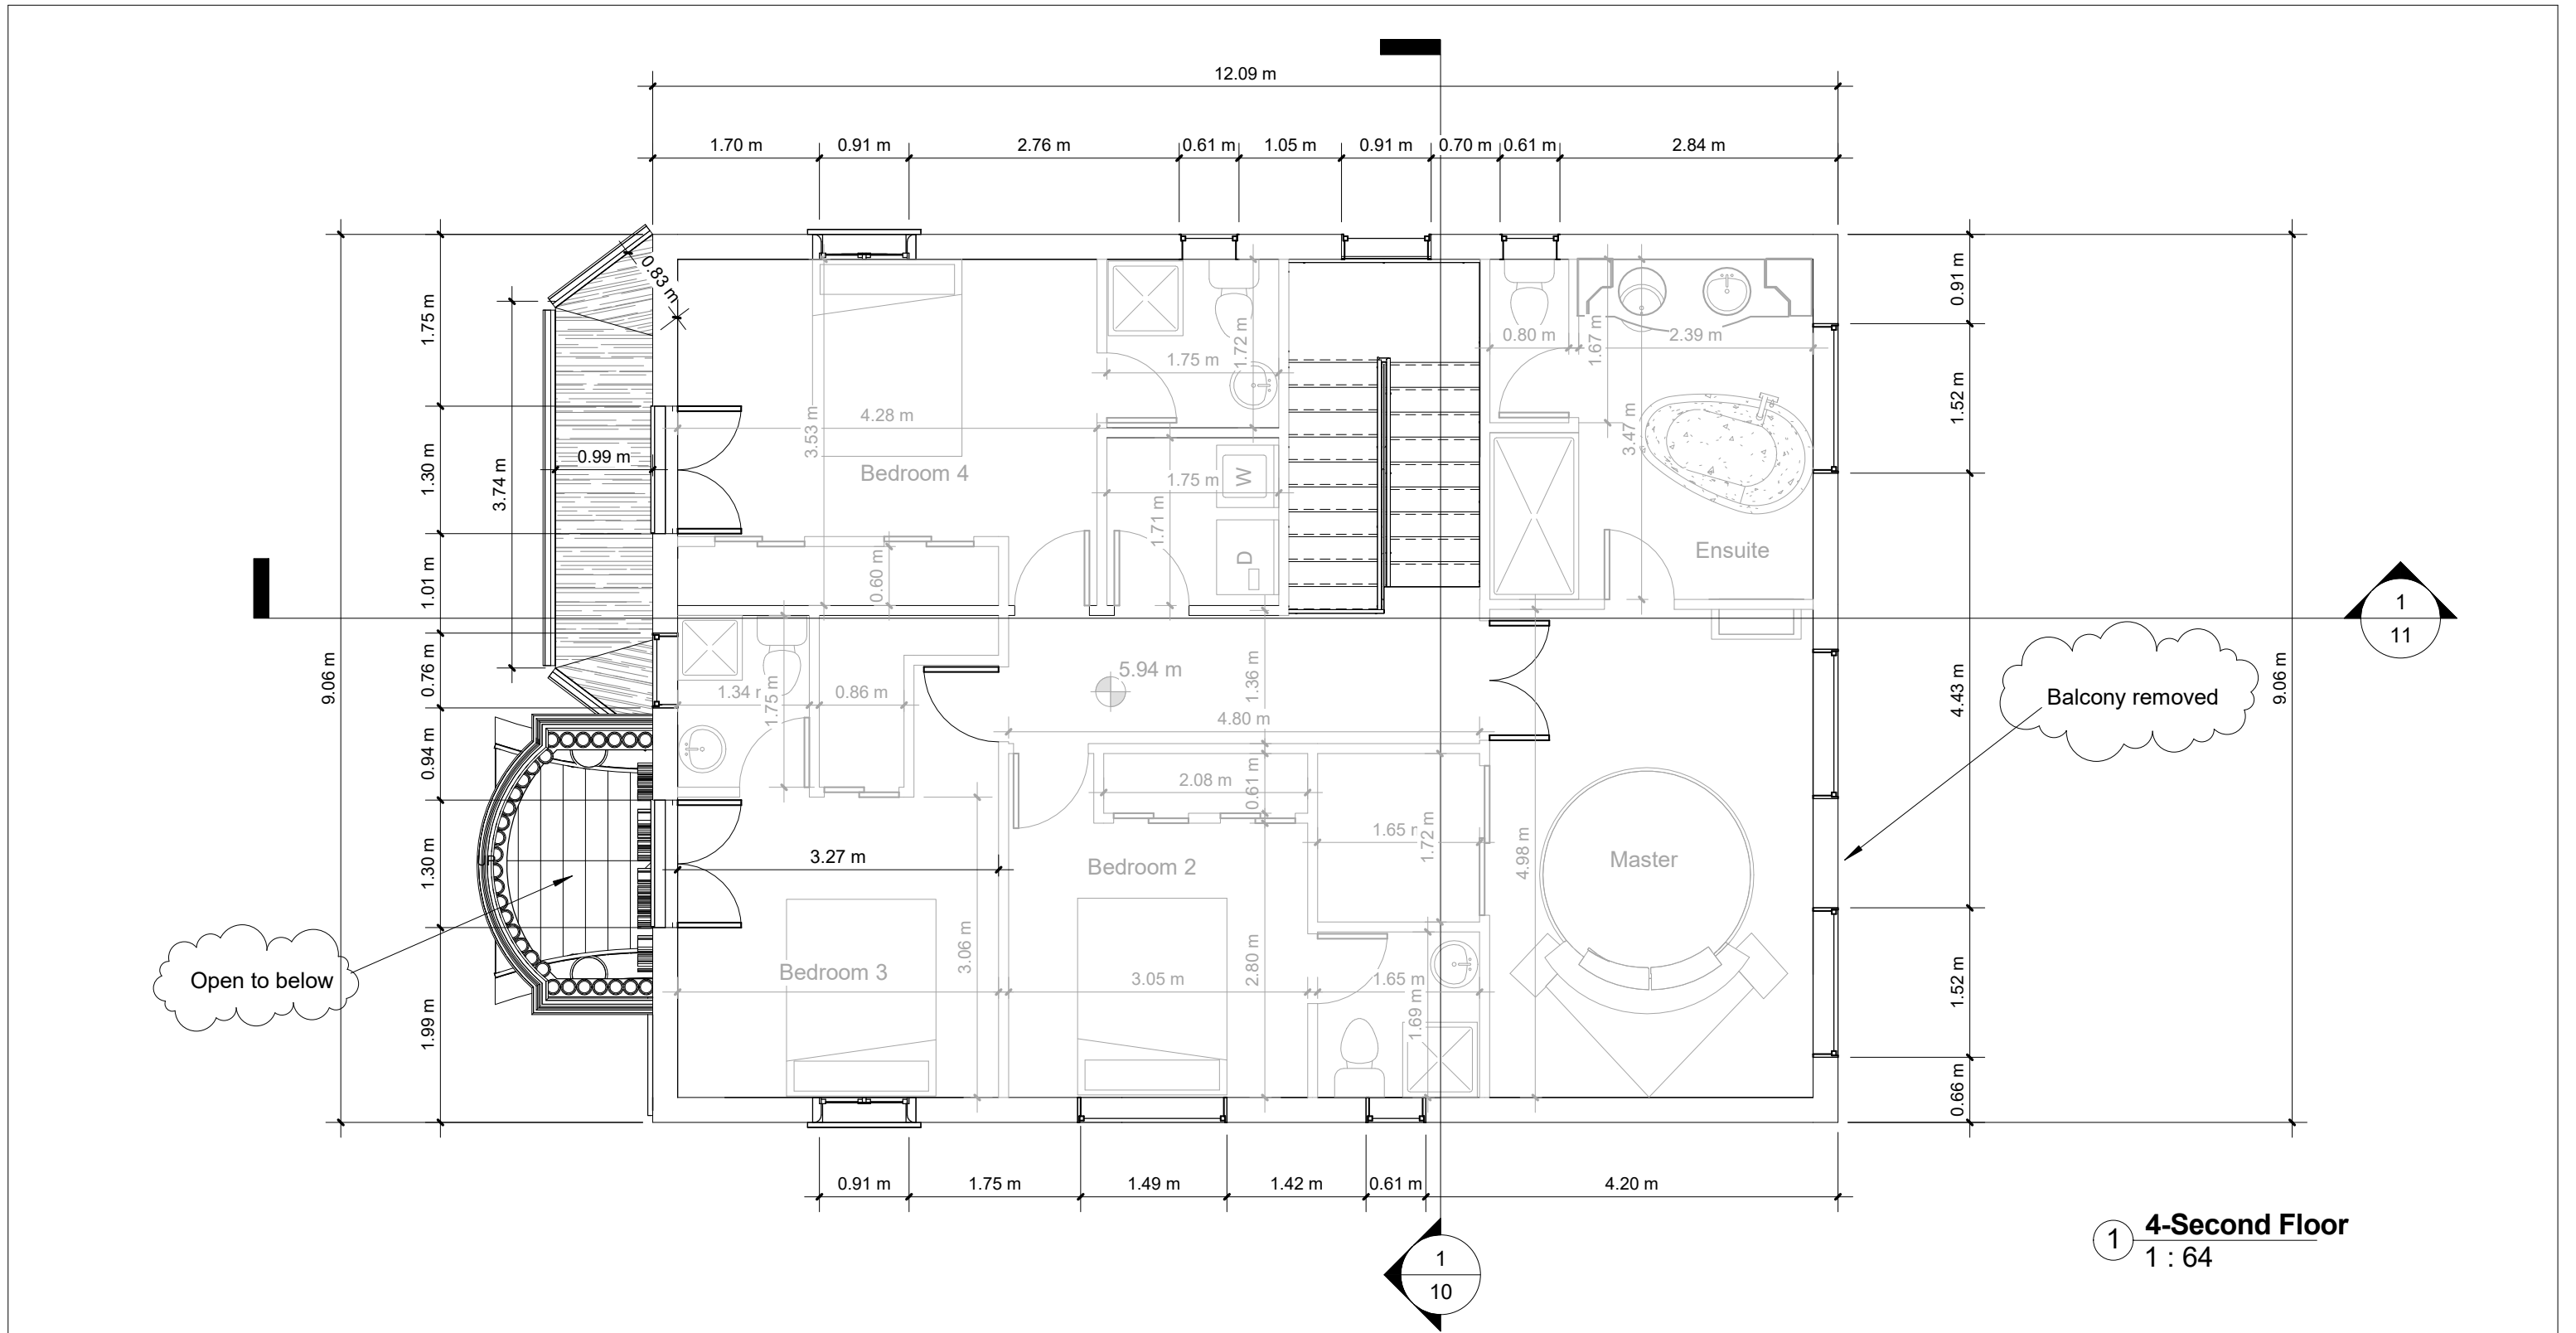 12.09 m
1.70 m
0.91 m
2.76 m
0.61 m
1.05 m
0.91 m
0.70 m
0.61 m
2.84 m
0.83 m
1.75 m
1.30 m
1.01 m
0.76 m
0.94 m
1.30 m
1.99 m
9.06 m
3.74 m
0.99 m
3.53 m
4.28 m
Bedroom 4
0.60 m
1.75 m
1.72 m
1.75 m
W
1.71 m
D
0.80 m
1.67 m
2.39 m
3.47 m
Ensuite
0.91 m
1.52 m
4.43 m
1.52 m
0.66 m
9.06 m
1
11
Balcony removed
1.34 m
1.75 m
0.86 m
5.94 m
1.36 m
4.80 m
2.08 m
0.61 m
3.27 m
Bedroom 2
1.65 m
1.72 m
4.98 m
Master
Open to below
Bedroom 3
3.06 m
3.05 m
2.80 m
1.65 m
1.69 m
0.91 m
1.75 m
1.49 m
1.42 m
0.61 m
4.20 m
1
10
1
4-Second Floor
1 : 64